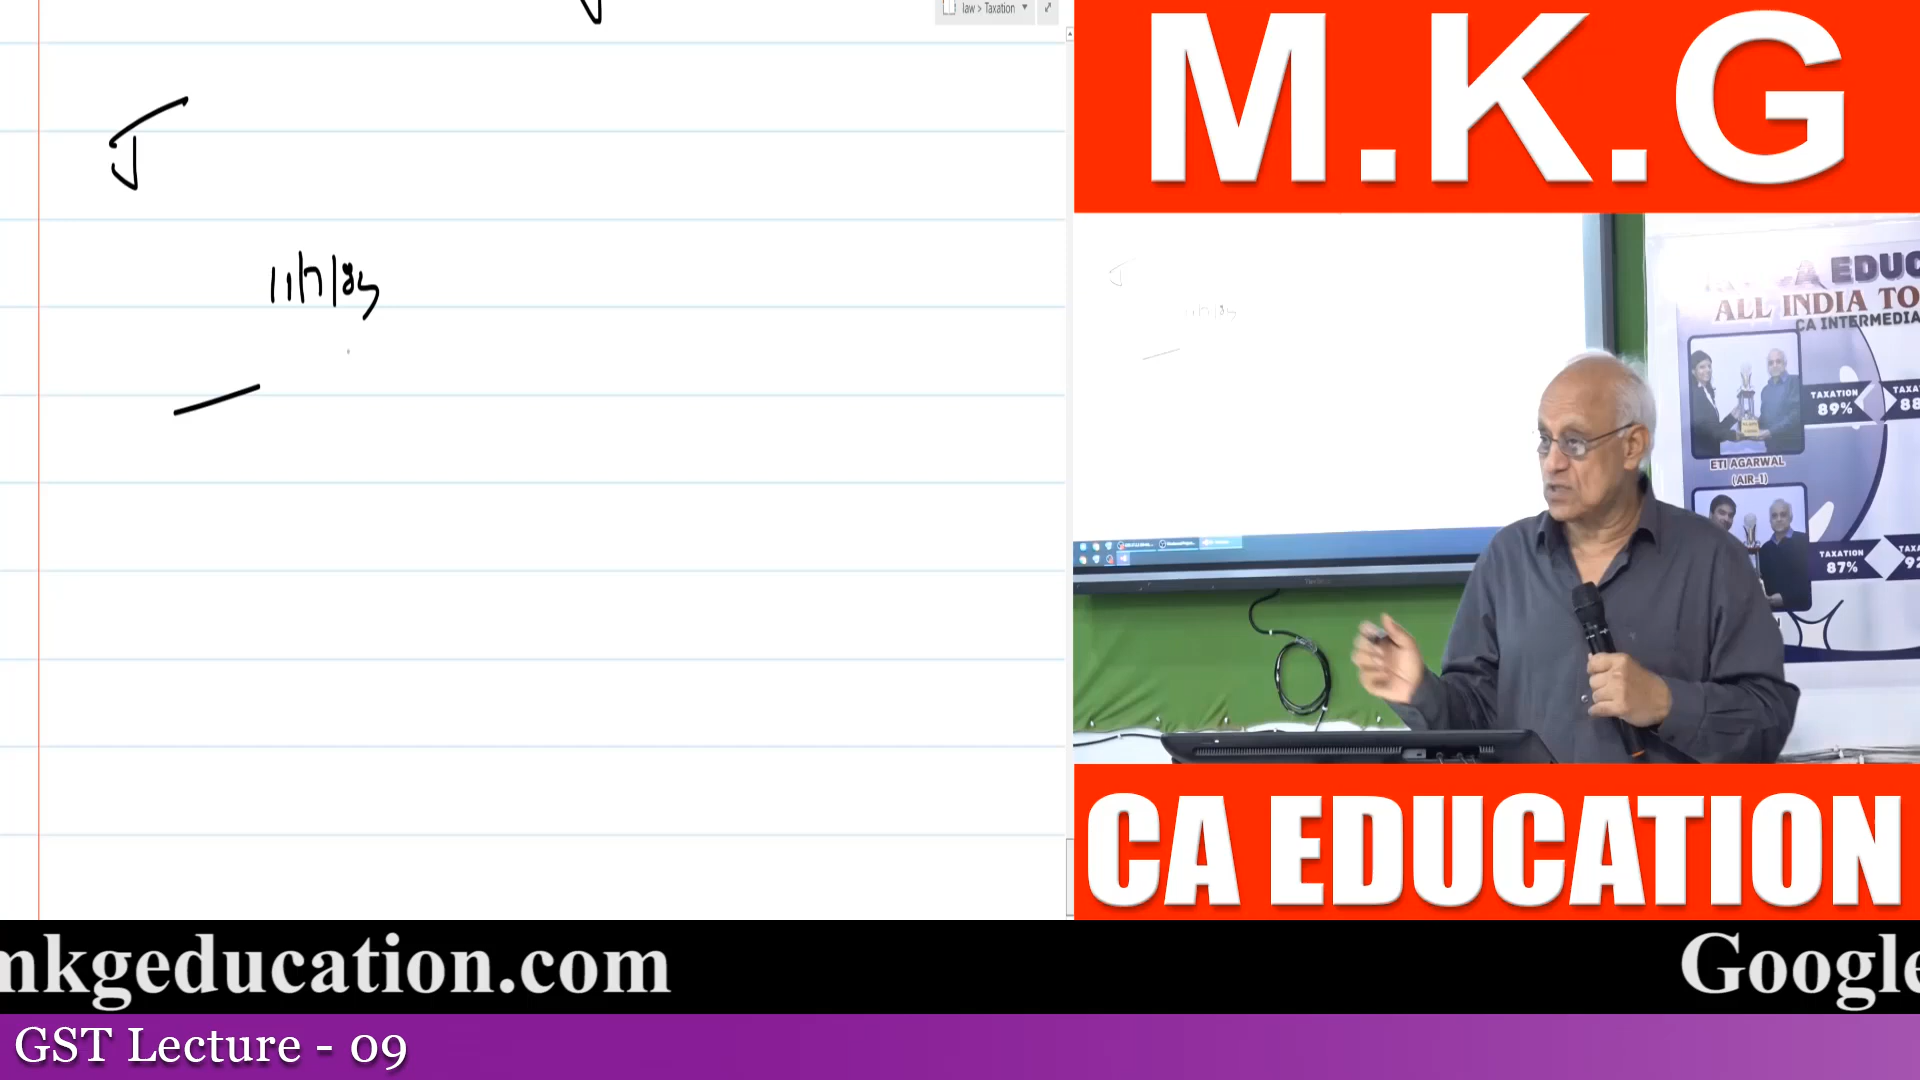 law > Taxation
J
11/7/85
M.K.G
EDUC
ALL INDIA TO
CA INTERMEDIA
TAXATION
89%
TAXA
88
ETI AGARWAL
(AIR-1)
TAXATION
87%
TAXA
92
CA EDUCATION
mkgeducation.com
Google
GST Lecture - 09